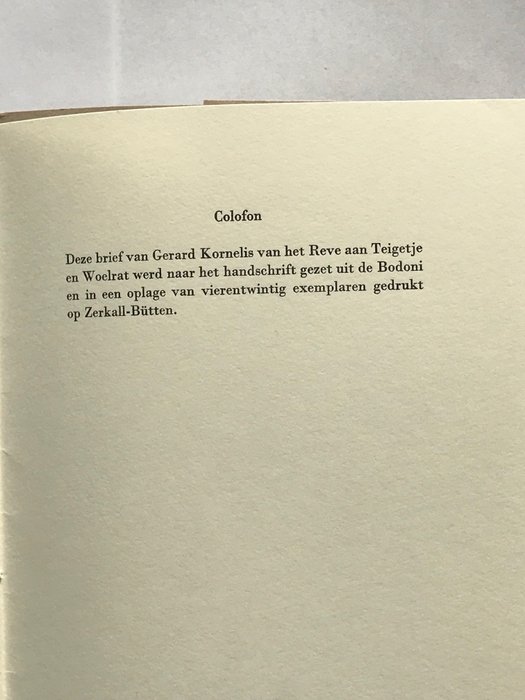 Colofon
Deze brief van Gerard Kornelis van het Reve aan Teigetje
en Woelrat werd naar het handschrift gezet uit de Bodoni
en in een oplage van vierentwintig exemplaren gedrukt
op Zerkall-Bütten.